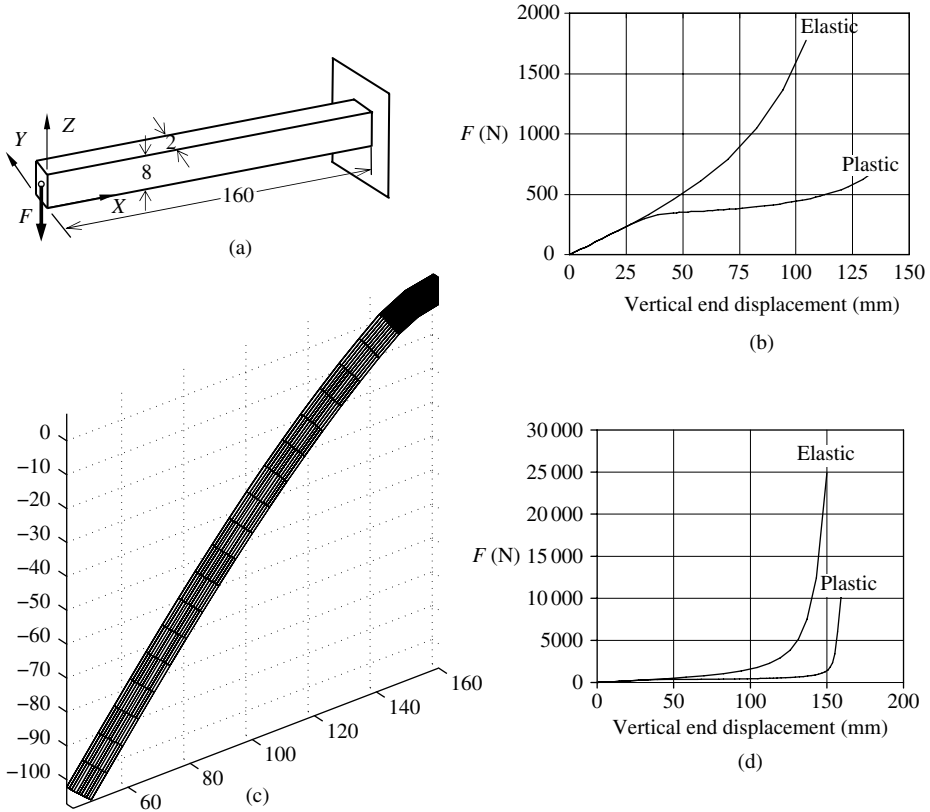 Y
Z
2
8
X
160
F
(a)
2000
1500
1000
500
0
F (N)
Elastic
Plastic
0 25 50 75 100 125 150
Vertical end displacement (mm)
(b)
0
−10
−20
−30
−40
−50
−60
−70
−80
−90
−100
60
80
100
120
140
160
(c)
30 000
25 000
20 000
15 000
10 000
5000
0
F (N)
Elastic
Plastic
0 50 100 150 200
Vertical end displacement (mm)
(d)